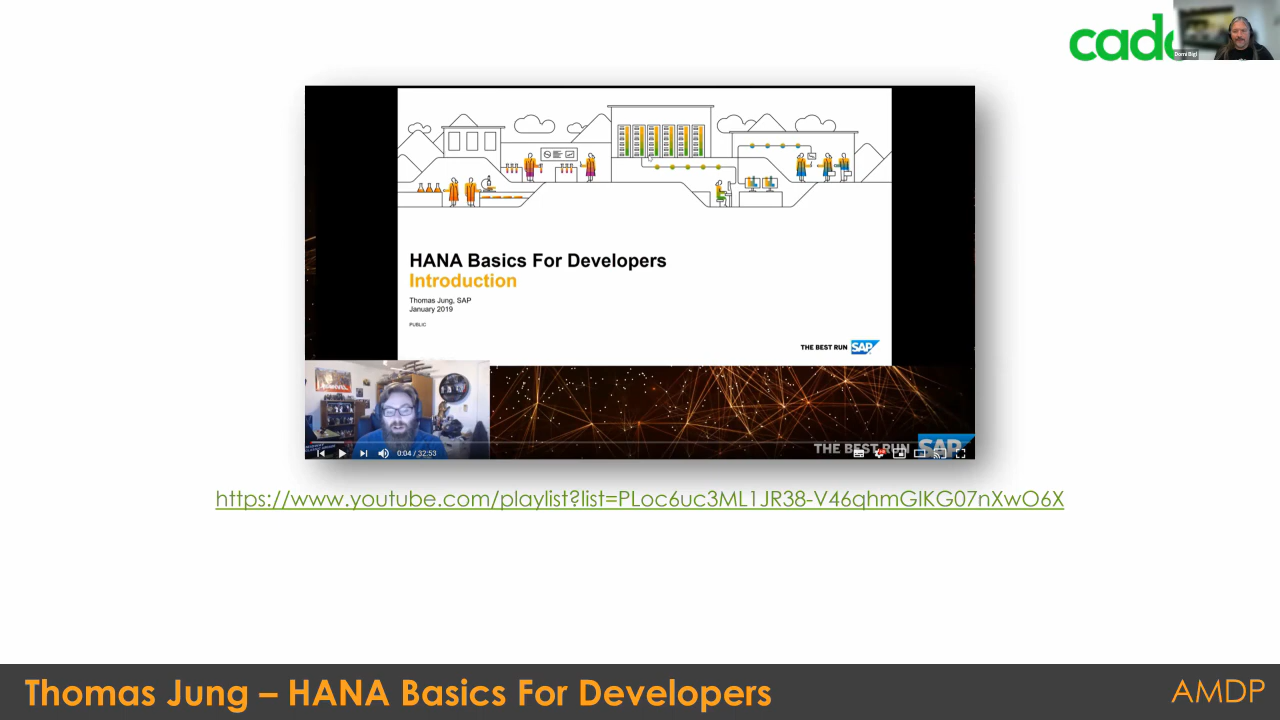 cad
Domi Bigl
HANA Basics For Developers
Introduction
Thomas Jung, SAP
January 2019
PUBLIC
THE BEST RUN SAP
THE BEST RUN SAP
0:04 / 32:53
https://www.youtube.com/playlist?list=PLoc6uc3ML1JR38-V46qhmGIKG07nXwO6X
Thomas Jung – HANA Basics For Developers
AMDP